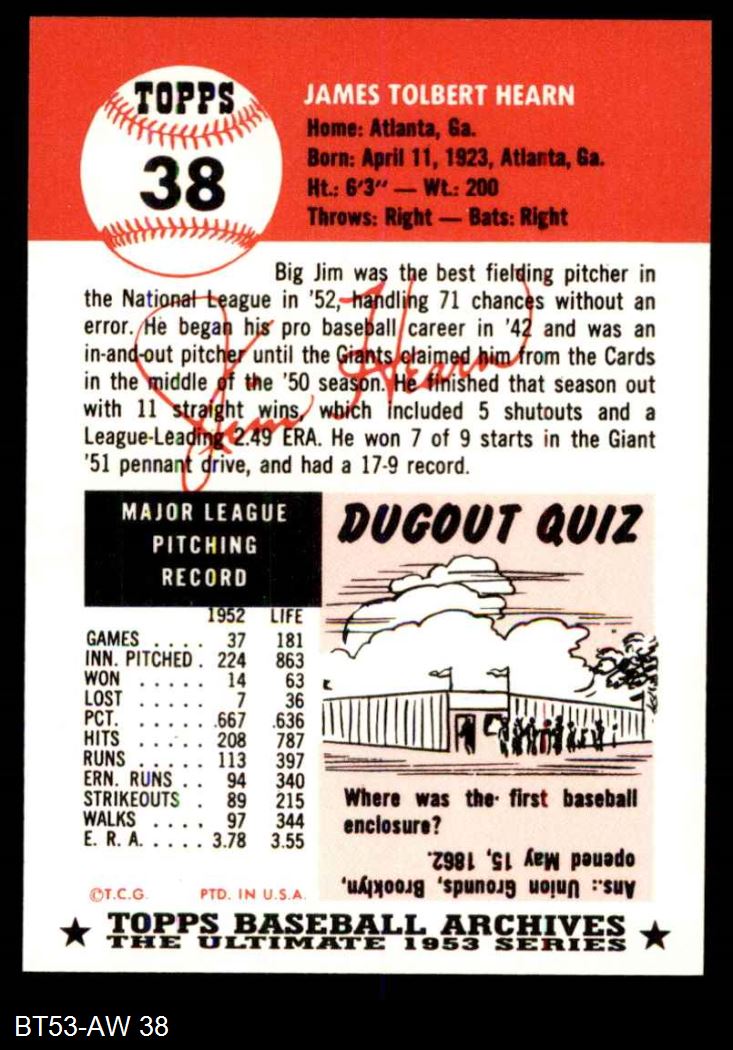 TOPPS
38
JAMES TOLBERT HEARN
Home: Atlanta, Ga.
Born: April 11, 1923, Atlanta, Ga.
Ht.: 6'3" — Wt.: 200
Throws: Right — Bats: Right
Big Jim was the best fielding pitcher in
the National League in '52, handling 71 chances without an
error. He began his pro baseball career in '42 and was an
in-and-out pitcher until the Giants claimed him from the Cards
in the middle of the '50 season. He finished that season out
with 11 straight wins, which included 5 shutouts and a
League-Leading 2.49 ERA. He won 7 of 9 starts in the Giant
'51 pennant drive, and had a 17-9 record.
Jim Hearn
MAJOR LEAGUE
PITCHING
RECORD
1952 LIFE
GAMES .... 37 181
INN. PITCHED . 224 863
WON ..... 14 63
LOST ..... 7 36
PCT. ..... .667 .636
HITS ..... 208 787
RUNS ..... 113 397
ERN. RUNS .. 94 340
STRIKEOUTS . 89 215
WALKS .... 97 344
E. R. A. .... 3.78 3.55
©T.C.G. PTD. IN U.S.A.
DUGOUT QUIZ
Where was the first baseball
enclosure?
Ans.: Union Grounds, Brooklyn,
opened May 15, 1862.
★ TOPPS BASEBALL ARCHIVES ★
THE ULTIMATE 1953 SERIES
BT53-AW 38